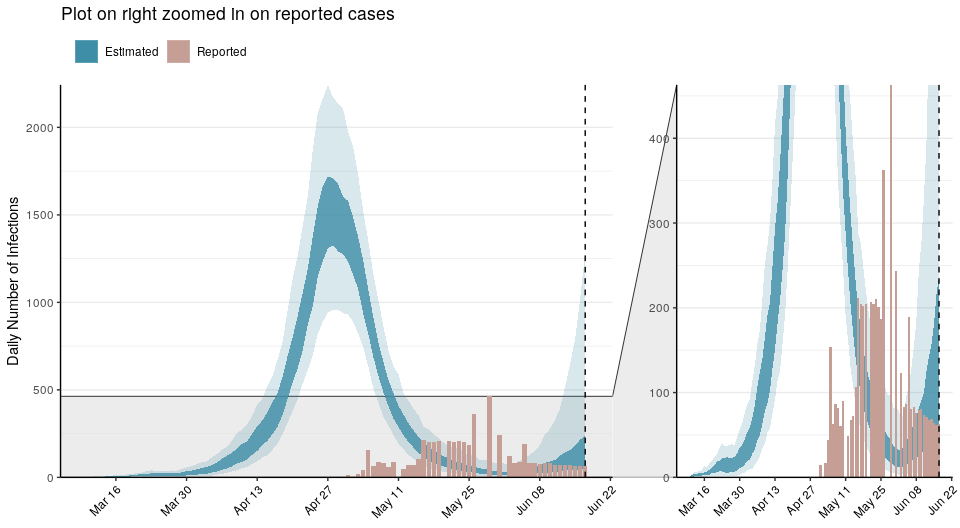 Plot on right zoomed in on reported cases
Estimated Reported
Daily Number of Infections
2000
1500
1000
500
0
Mar 16 Mar 30 Apr 13 Apr 27 May 11 May 25 Jun 08 Jun 22
400
300
200
100
0
Mar 16 Mar 30 Apr 13 Apr 27 May 11 May 25 Jun 08 Jun 22